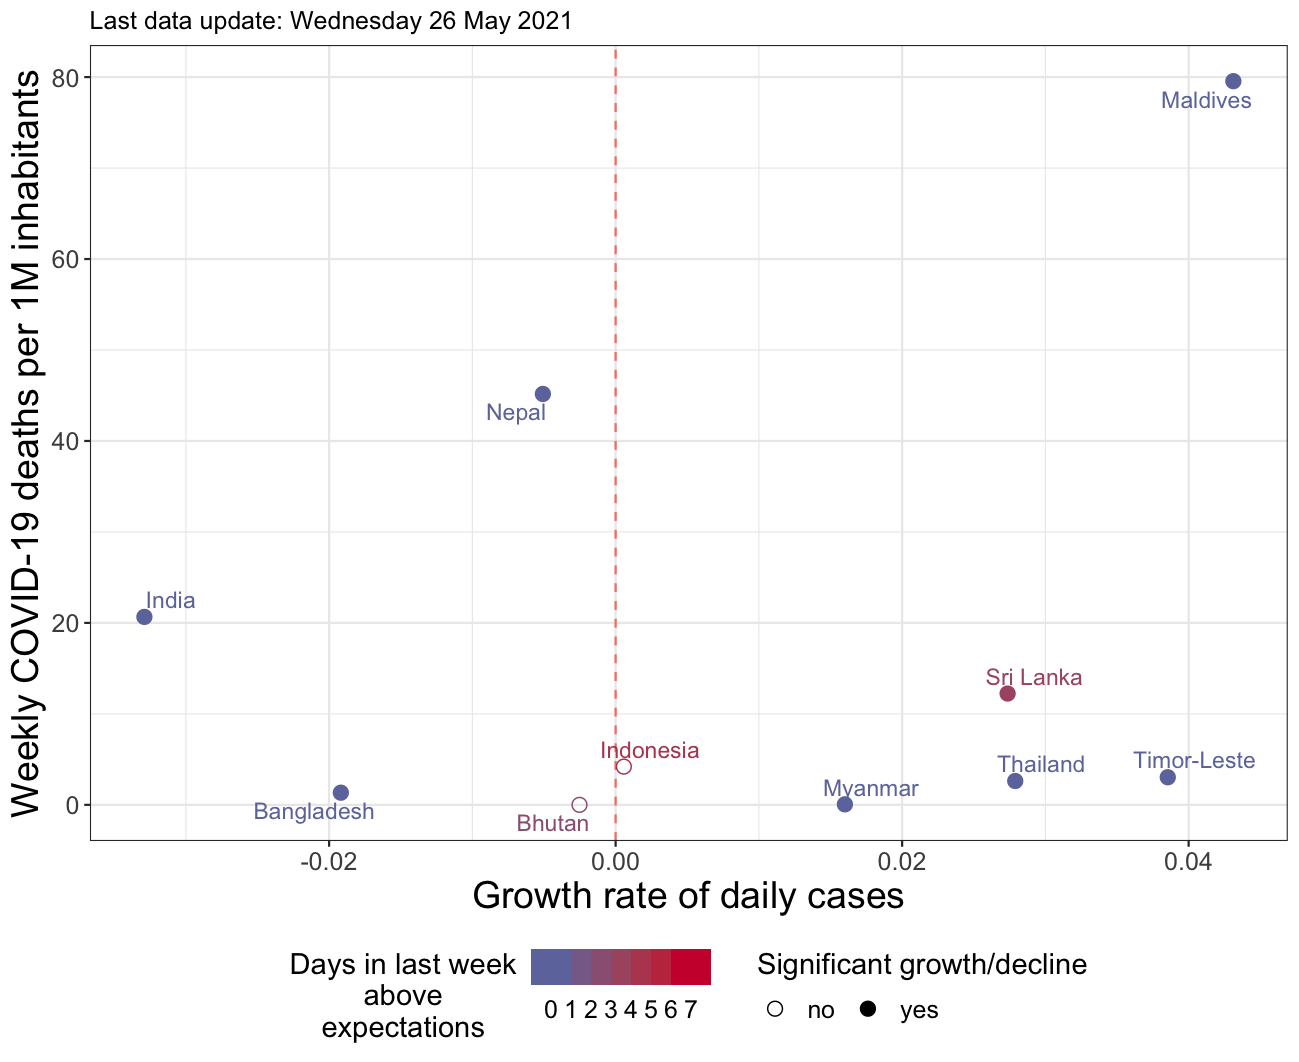 Last data update: Wednesday 26 May 2021
Weekly COVID-19 deaths per 1M inhabitants
80
60
40
20
0
Maldives
Nepal
India
Sri Lanka
Indonesia
Thailand
Timor-Leste
Myanmar
Bangladesh
Bhutan
-0.02
0.00
0.02
0.04
Growth rate of daily cases
Days in last week
above
expectations
0 1 2 3 4 5 6 7
Significant growth/decline
no
yes